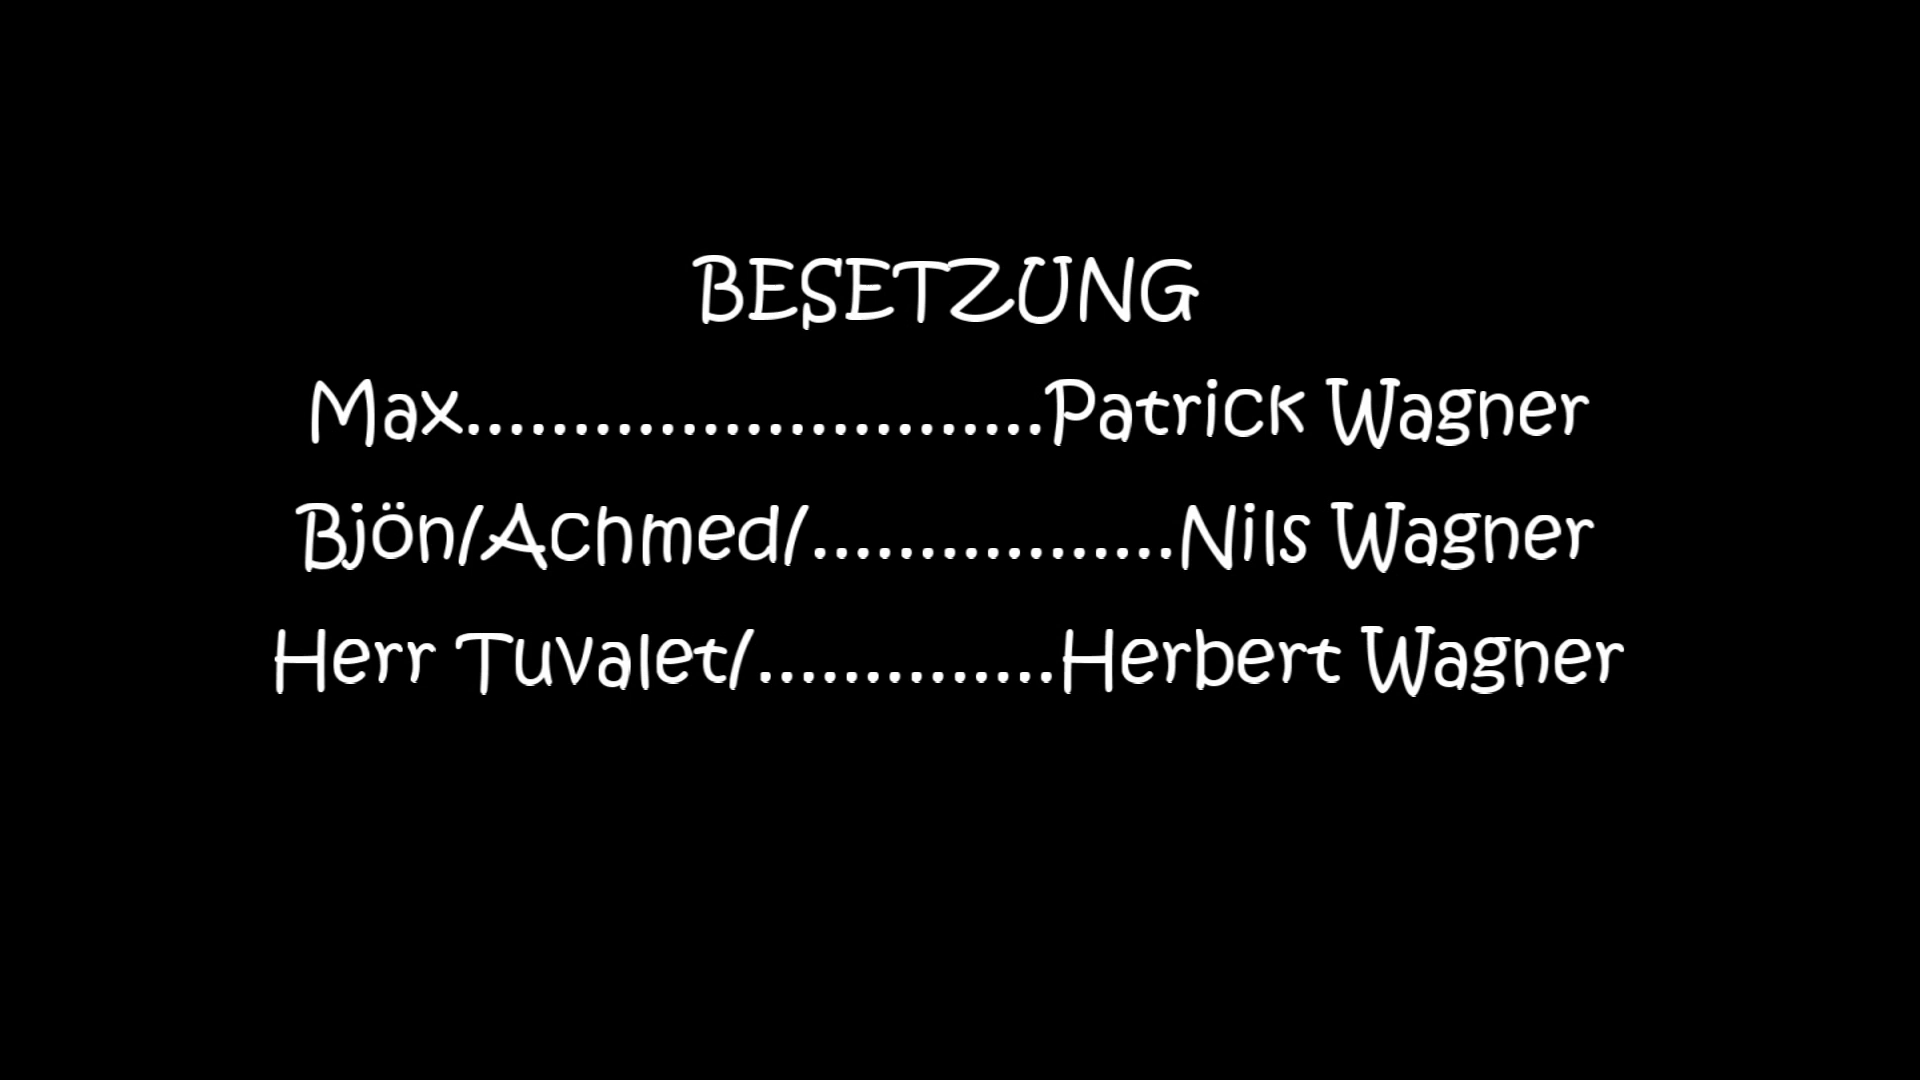 BESETZUNG
Max...........................Patrick Wagner
Bjön/Achmed/.................Nils Wagner
Herr Tuvalet/..............Herbert Wagner